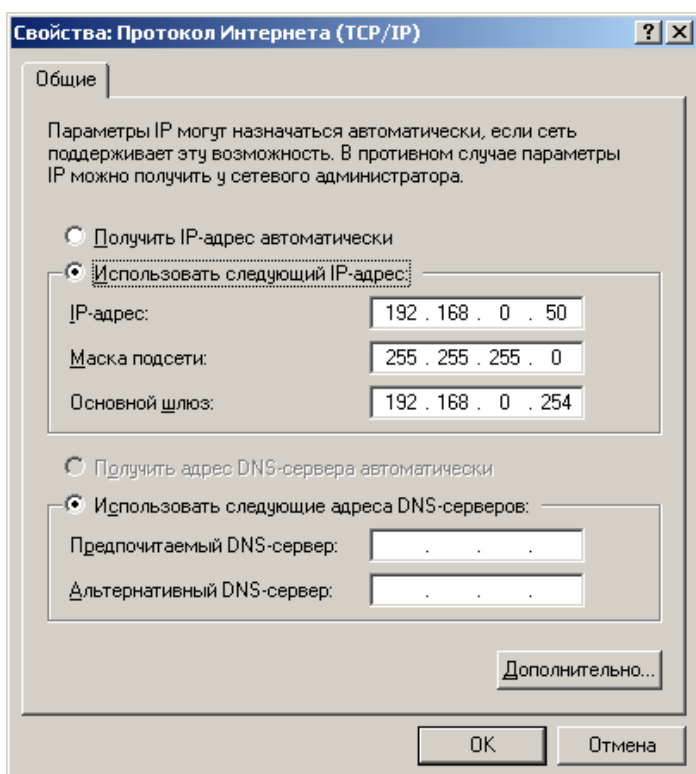 Свойства: Протокол Интернета (TCP/IP)
Общие
Параметры IP могут назначаться автоматически, если сеть
поддерживает эту возможность. В противном случае параметры
IP можно получить у сетевого администратора.
Получить IP-адрес автоматически
Использовать следующий IP-адрес:
IP-адрес: 192 . 168 . 0 . 50
Маска подсети: 255 . 255 . 255 . 0
Основной шлюз: 192 . 168 . 0 . 254
Получить адрес DNS-сервера автоматически
Использовать следующие адреса DNS-серверов:
Предпочитаемый DNS-сервер: . . .
Альтернативный DNS-сервер: . . .
Дополнительно...
OK Отмена